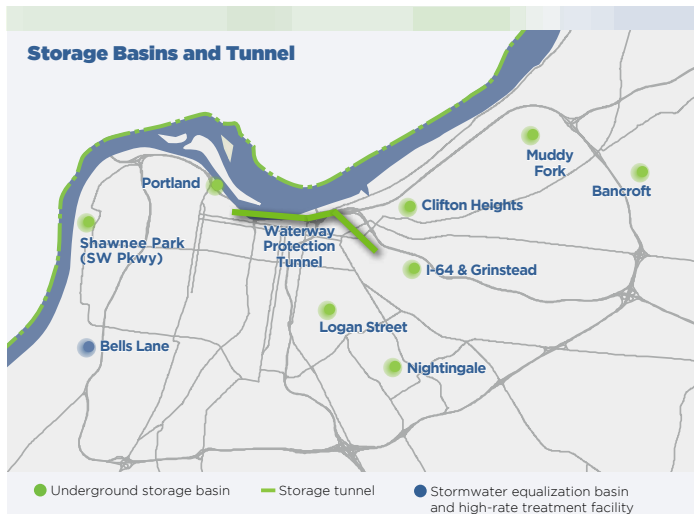 Storage Basins and Tunnel
Muddy
Fork
Bancroft
Portland
Clifton Heights
Waterway
Protection
Tunnel
Shawnee Park
(SW Pkwy)
I-64 & Grinstead
Logan Street
Bells Lane
Nightingale
Underground storage basin
Storage tunnel
Stormwater equalization basin
and high-rate treatment facility